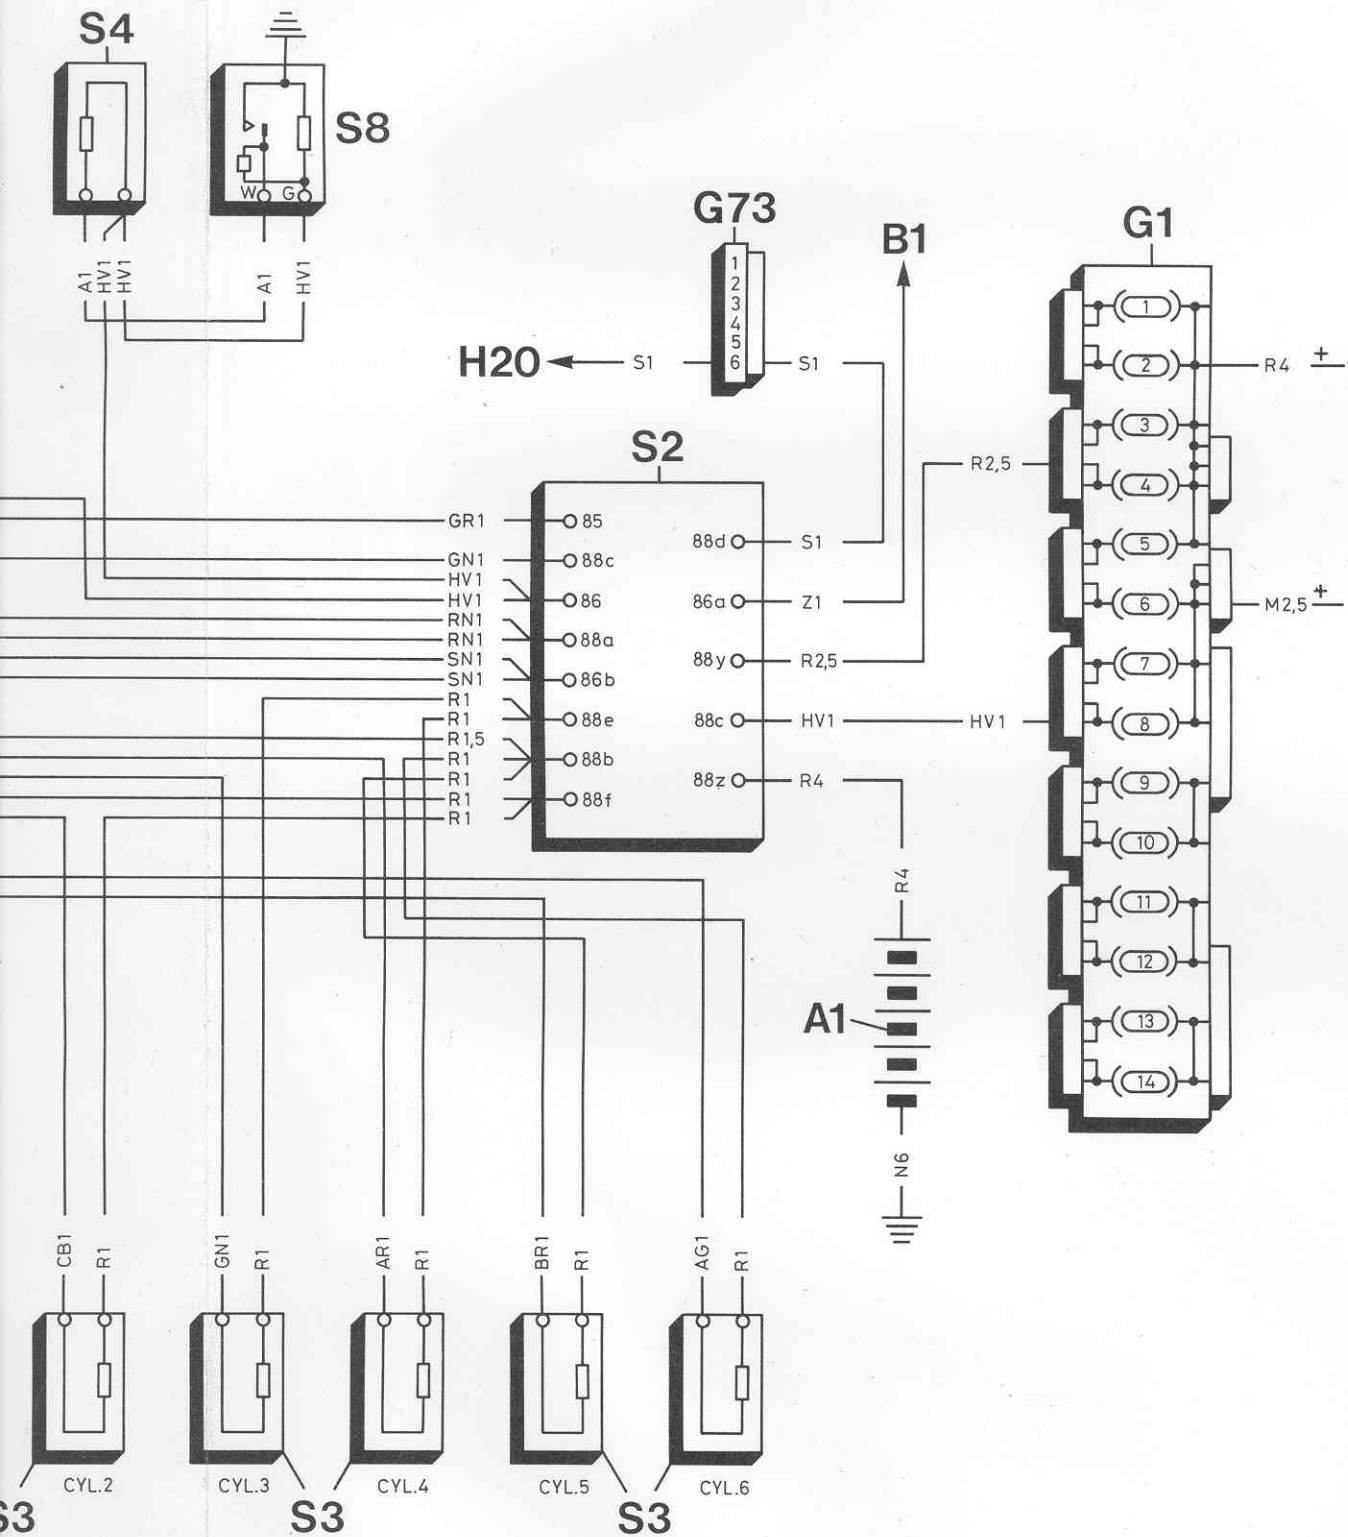 S4
S8
W G
A1 HV1 HV1 A1 HV1
G73
B1
G1
1
2
3
4
5
6
H20 S1 S1
S2
GR1 85
GN1 88c
HV1
HV1 86
RN1
RN1 88a
SN1
SN1 86b
R1
R1 88e
R1,5
R1 88b
R1
R1 88f
R1
88d S1
86a Z1
88y R2,5 R2,5
88c HV1 HV1
88z R4
R4
A1
N6
1
2 R4 +
3
4
5
6 M2,5 +
7
8
9
10
11
12
13
14
CB1 R1 GN1 R1 AR1 R1 BR1 R1 AG1 R1
CYL.2 CYL.3 CYL.4 CYL.5 CYL.6
S3 S3 S3